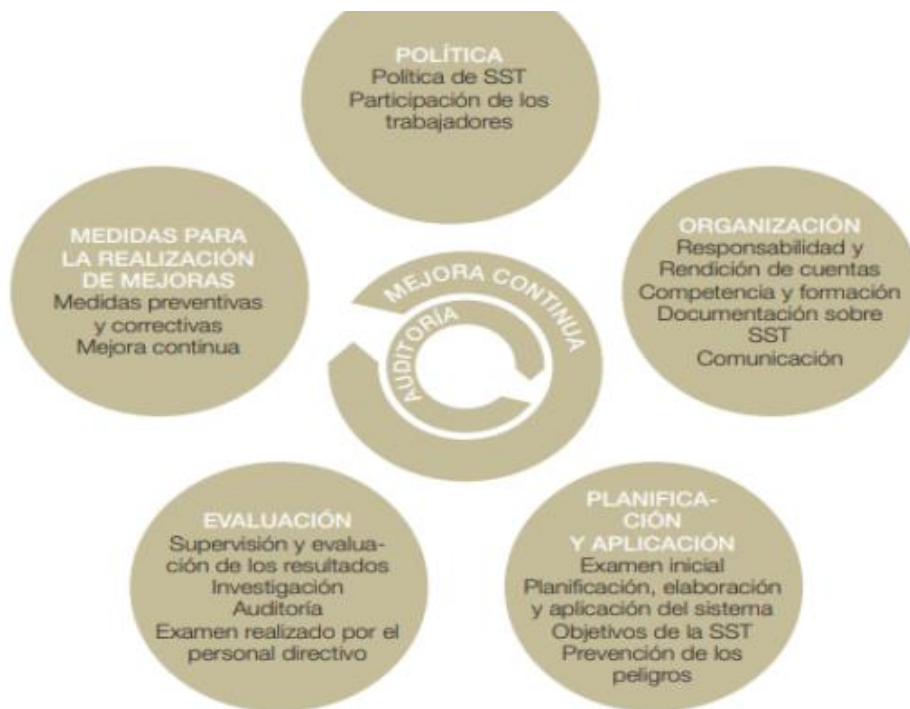 POLÍTICA
Política de SST
Participación de los
trabajadores
MEDIDAS PARA
LA REALIZACIÓN
DE MEJORAS
Medidas preventivas
y correctivas
Mejora continua
ORGANIZACIÓN
Responsabilidad y
Rendición de cuentas
Competencia y formación
Documentación sobre
SST
Comunicación
MEJORA CONTINUA
AUDITORÍA
EVALUACIÓN
Supervisión y evalua-
ción de los resultados
Investigación
Auditoría
Examen realizado por el
personal directivo
PLANIFICA-
CIÓN
Y APLICACIÓN
Examen inicial
Planificación, elaboración
y aplicación del sistema
Objetivos de la SST
Prevención de los
peligros